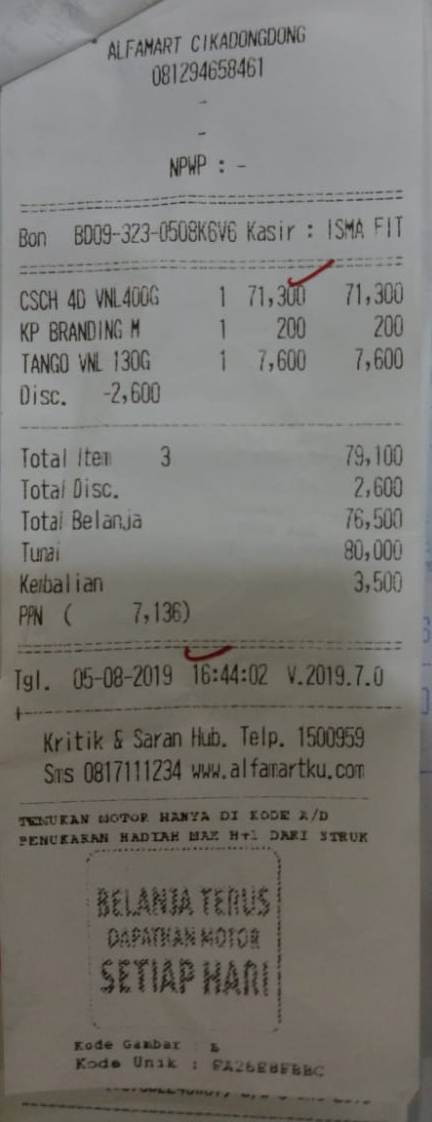 ALFAMART CIKADONGDONG
081294658461
-
-
NPWP : -
Bon BD09-323-0508K6V6 Kasir : ISMA FIT
CSCH 4D VNL400G 1 71,300 71,300
KP BRANDING M 1 200 200
TANGO VNL 130G 1 7,600 7,600
Disc. -2,600
Total Item 3 79,100
Total Disc. 2,600
Total Belanja 76,500
Tunai 80,000
Kembalian 3,500
PPN ( 7,136)
Tgl. 05-08-2019 16:44:02 V.2019.7.0
Kritik & Saran Hub. Telp. 1500959
Sms 0817111234 www.alfamartku.com
TEMUKAN MOTOR HANYA DI KODE A/D
PENUKARAN HADIAH MAX H+1 DARI STRUK
BELANJA TERUS
DAPATKAN MOTOR
SETIAP HARI
Kode Gambar :
Kode Unik :